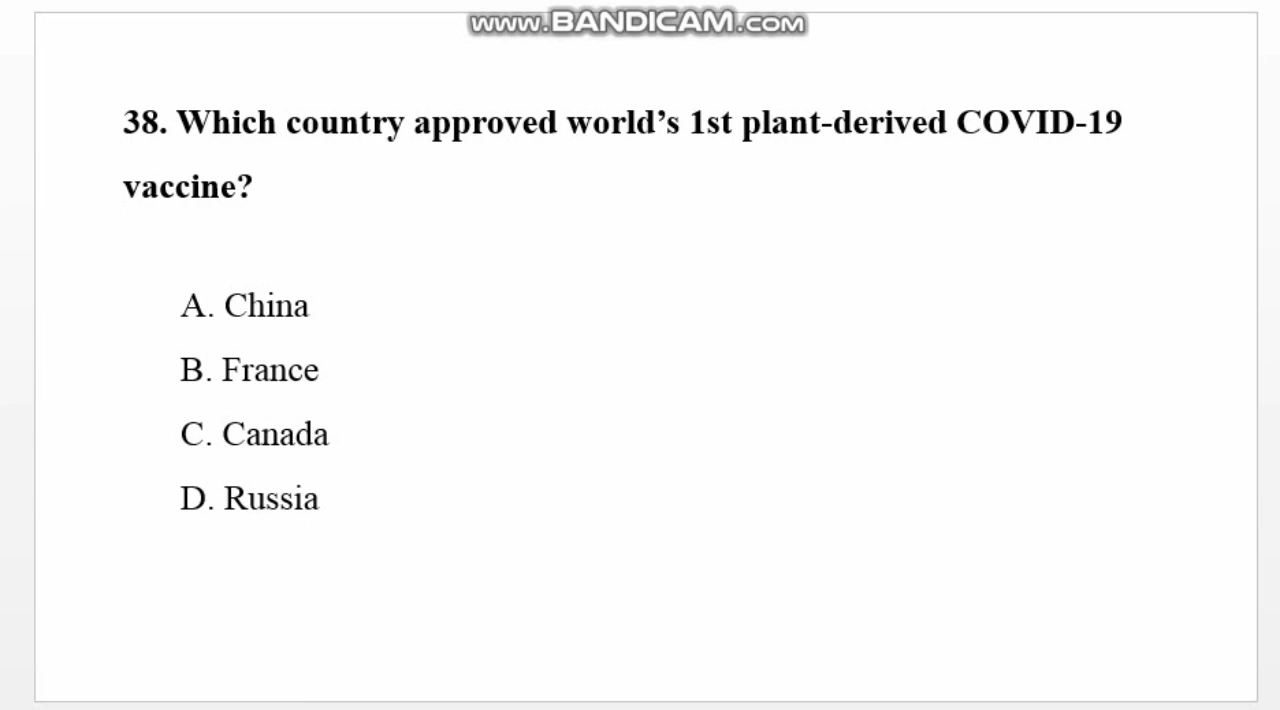 www.BANDICAM.com
38. Which country approved world’s 1st plant-derived COVID-19
vaccine?
A. China
B. France
C. Canada
D. Russia